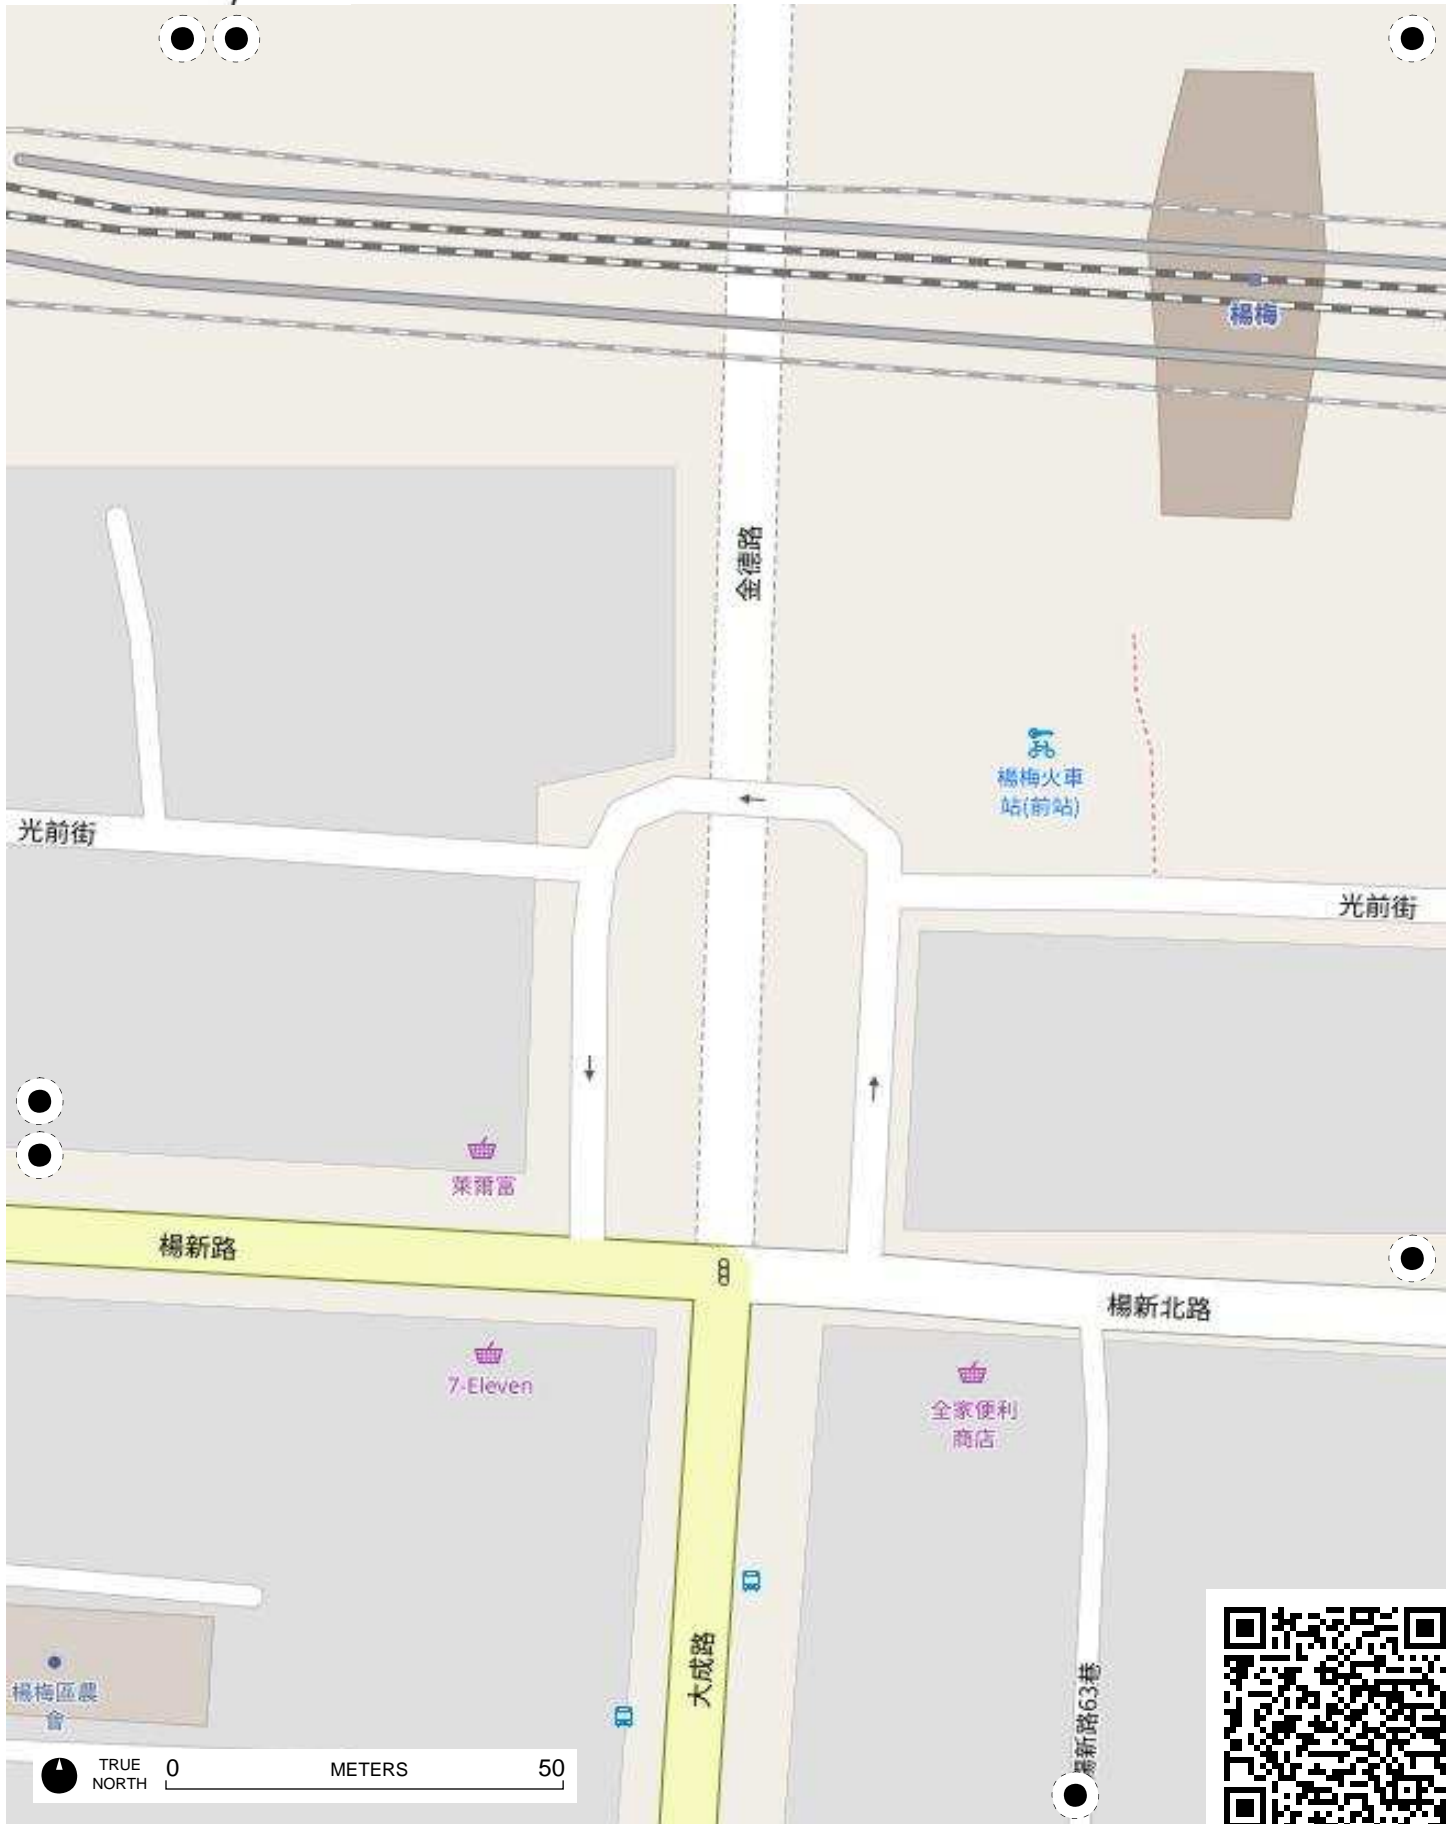 楊梅
金德路
楊梅火車
站(前站)
光前街
光前街
萊爾富
楊新路
楊新北路
7-Eleven
全家便利
商店
大成路
楊新路63巷
楊梅區農
會
TRUE
NORTH
0 METERS 50